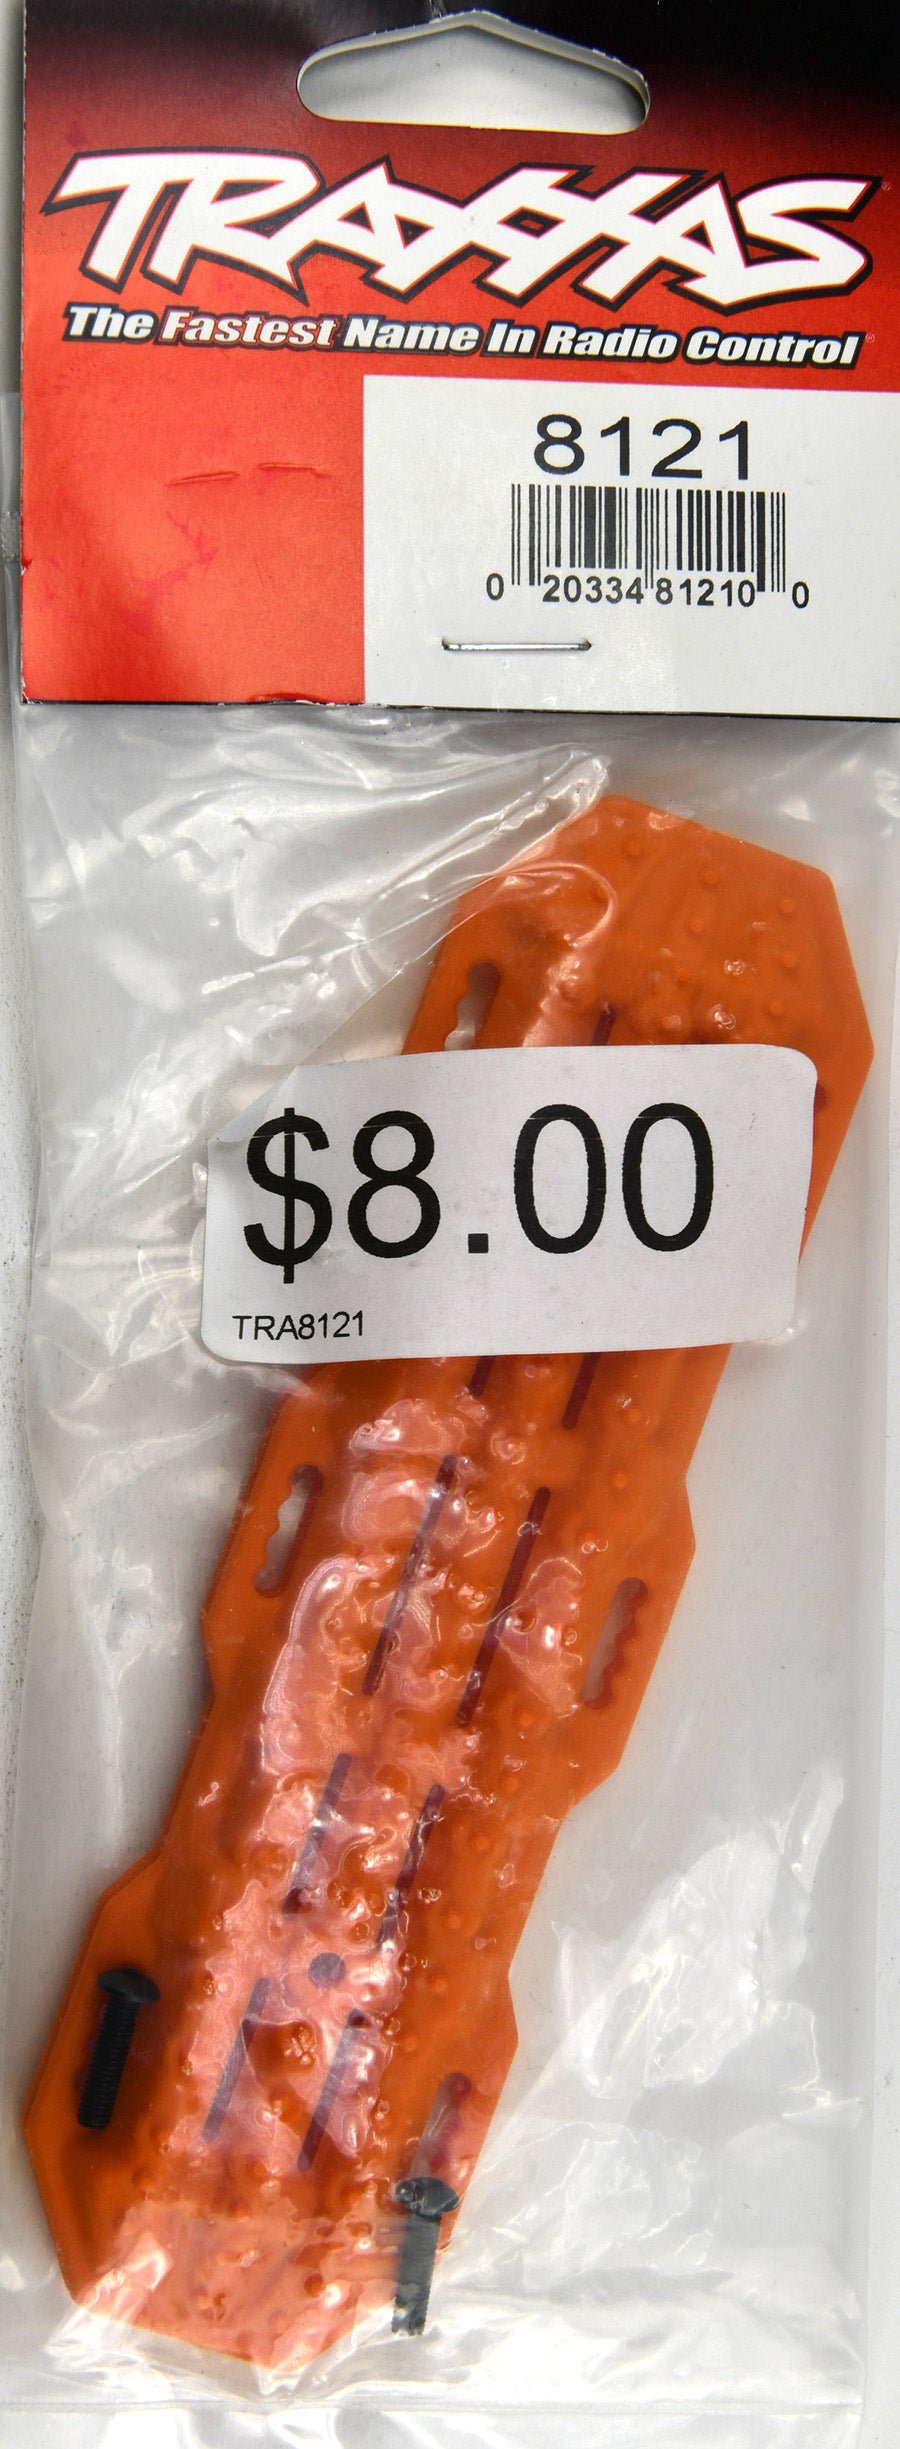 TRAXXAS
The Fastest Name In Radio Control
8121
0 20334 81210 0
$8.00
TRA8121